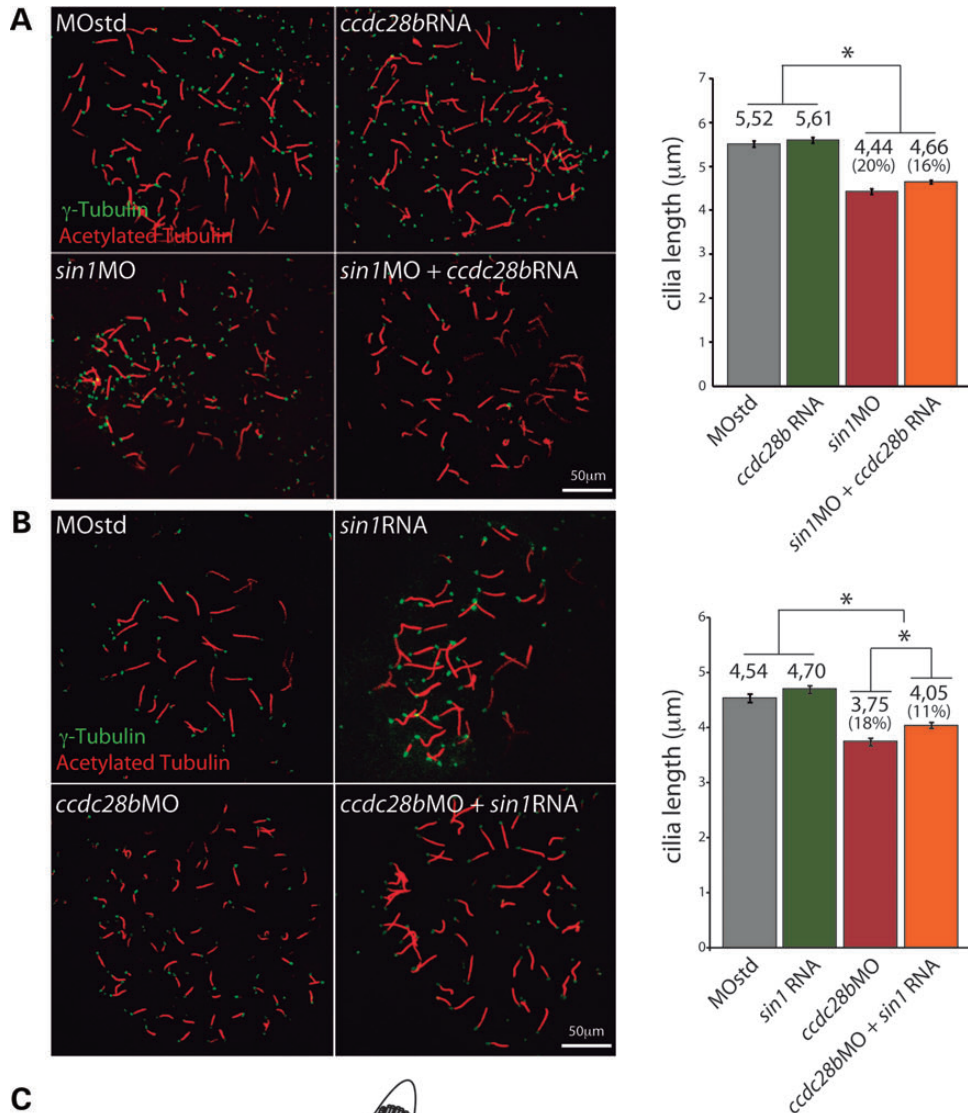 A
MOstd
ccdc28bRNA
γ-Tubulin
Acetylated Tubulin
sin1MO
sin1MO + ccdc28bRNA
50μm
cilia length (μm)
7
6
5
4
3
2
1
0
*
5,52
5,61
4,44
(20%)
4,66
(16%)
MOstd
ccdc28b RNA
sin1MO
sin1MO + ccdc28b RNA
B
MOstd
sin1RNA
γ-Tubulin
Acetylated Tubulin
ccdc28bMO
ccdc28bMO + sin1RNA
50μm
cilia length (μm)
6
5
4
3
2
1
0
*
*
4,54
4,70
3,75
(18%)
4,05
(11%)
MOstd
sin1 RNA
ccdc28bMO
ccdc28bMO + sin1 RNA
C